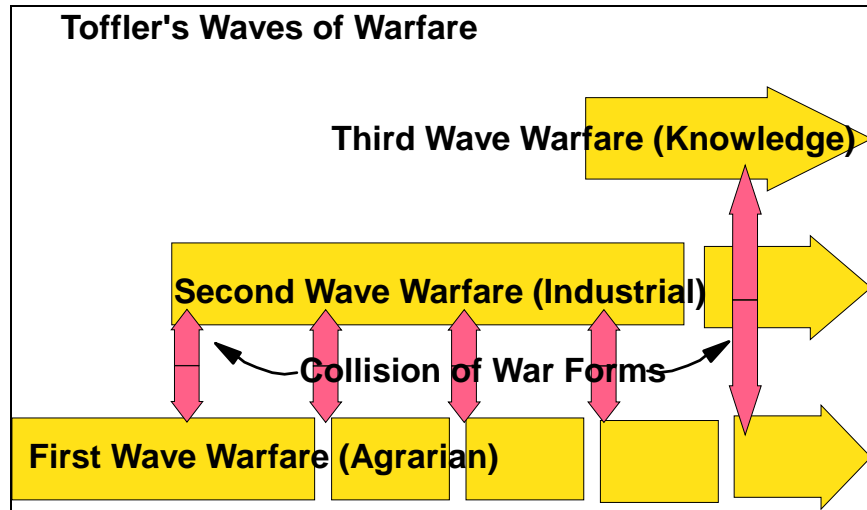 Toffler's Waves of Warfare
Third Wave Warfare (Knowledge)
Second Wave Warfare (Industrial)
Collision of War Forms
First Wave Warfare (Agrarian)